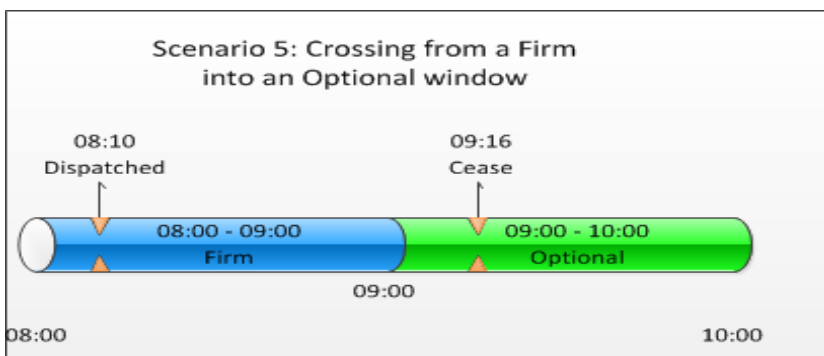 Scenario 5: Crossing from a Firm
into an Optional window
08:10
Dispatched
09:16
Cease
08:00 - 09:00
Firm
09:00 - 10:00
Optional
09:00
08:00
10:00